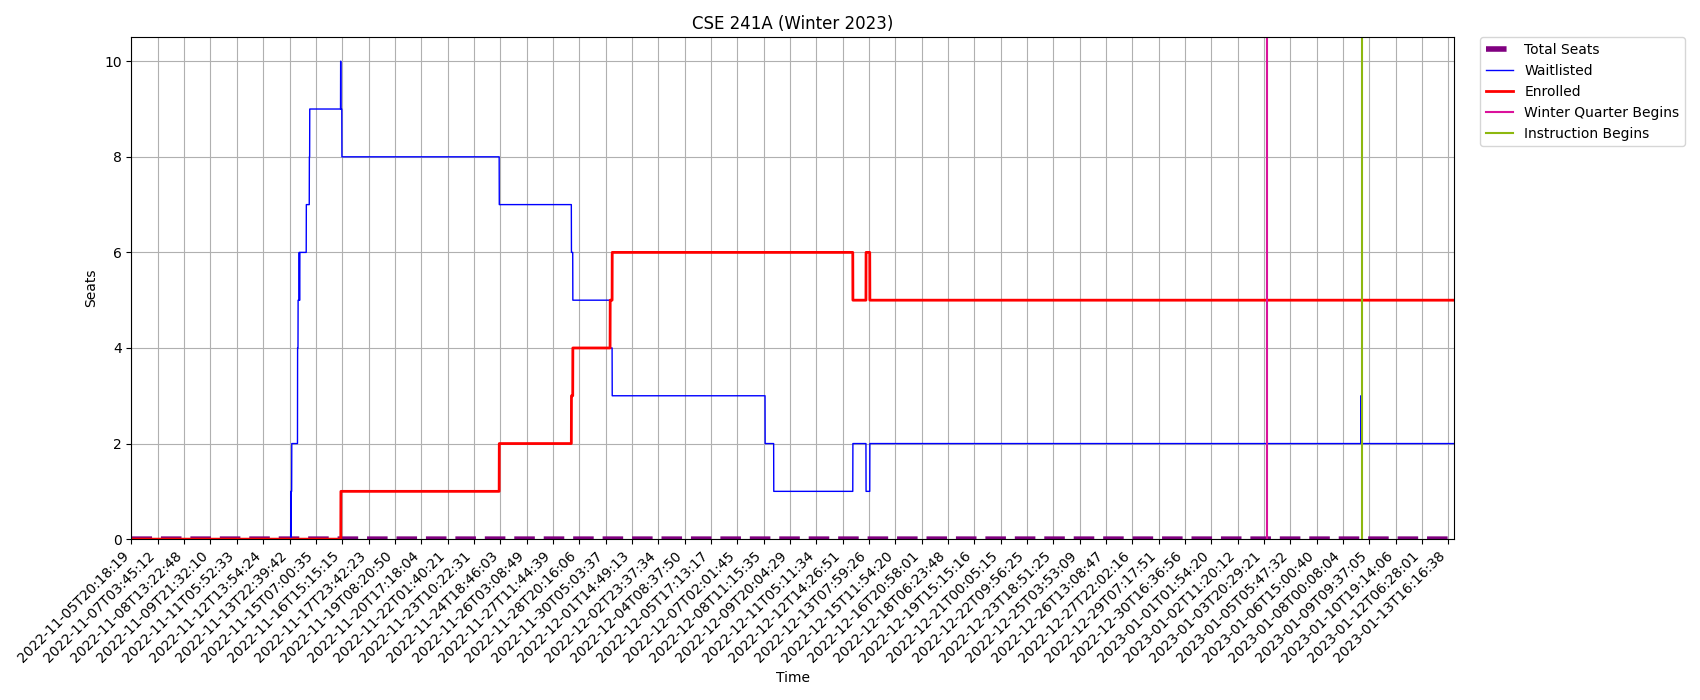 CSE 241A (Winter 2023)
Total Seats
Waitlisted
Enrolled
Winter Quarter Begins
Instruction Begins
10
8
6
4
2
0
Seats
2022-11-05T20:18:19
2022-11-07T03:45:12
2022-11-08T13:22:48
2022-11-09T21:32:10
2022-11-11T05:52:33
2022-11-12T13:54:24
2022-11-13T22:39:42
2022-11-15T07:00:35
2022-11-16T15:15:15
2022-11-17T23:42:23
2022-11-19T08:20:50
2022-11-20T17:18:04
2022-11-22T01:40:21
2022-11-23T10:22:31
2022-11-24T18:46:03
2022-11-26T03:08:49
2022-11-27T11:44:39
2022-11-28T20:16:06
2022-11-30T05:03:37
2022-12-01T14:49:13
2022-12-02T23:37:34
2022-12-04T08:37:50
2022-12-05T17:13:17
2022-12-07T02:01:45
2022-12-08T11:15:35
2022-12-09T20:04:29
2022-12-11T05:11:34
2022-12-12T14:26:51
2022-12-13T07:59:26
2022-12-15T11:54:20
2022-12-16T20:58:01
2022-12-18T06:23:48
2022-12-19T15:15:16
2022-12-21T00:05:15
2022-12-22T09:56:25
2022-12-23T18:51:25
2022-12-25T03:53:09
2022-12-26T13:08:47
2022-12-27T22:02:16
2022-12-29T07:17:51
2022-12-30T16:36:56
2023-01-01T01:54:20
2023-01-02T11:20:12
2023-01-03T20:29:21
2023-01-05T05:47:32
2023-01-06T15:00:40
2023-01-08T00:08:04
2023-01-09T09:37:05
2023-01-10T19:14:06
2023-01-12T06:28:01
2023-01-13T16:16:38
Time